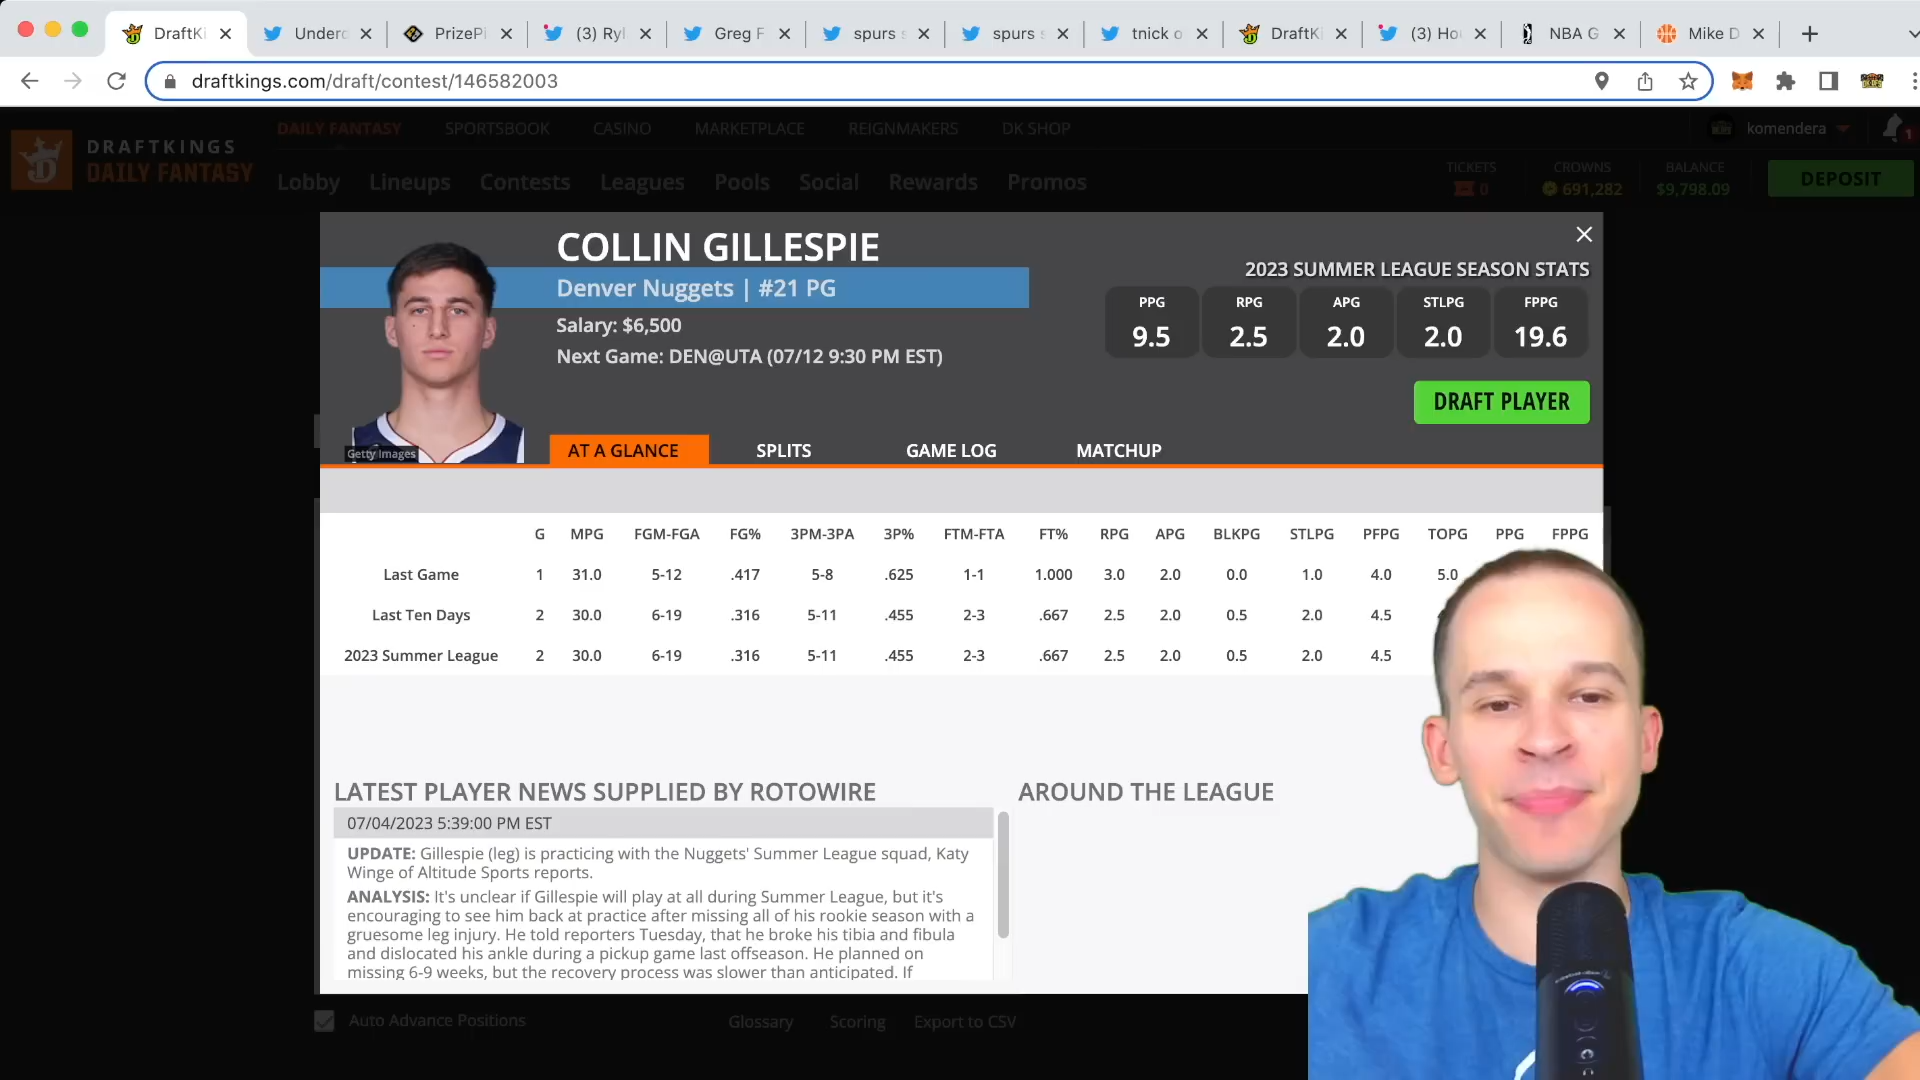 DraftKi
Underc
PrizePi
(3) Ryl
Greg F
spurs s
spurs s
tnick o
DraftKi
(3) Ho
NBA G
Mike D
draftkings.com/draft/contest/146582003
DRAFTKINGS
DAILY FANTASY
DAILY FANTASY
SPORTSBOOK
CASINO
MARKETPLACE
REIGNMAKERS
DK SHOP
komendera
1
Lobby
Lineups
Contests
Leagues
Pools
Social
Rewards
Promos
TICKETS
0
CROWNS
691,282
BALANCE
$9,798.09
DEPOSIT
COLLIN GILLESPIE
Denver Nuggets | #21 PG
Salary: $6,500
Next Game: DEN@UTA (07/12 9:30 PM EST)
Getty Images
2023 SUMMER LEAGUE SEASON STATS
PPG RPG APG STLPG FPPG
9.5 2.5 2.0 2.0 19.6
DRAFT PLAYER
AT A GLANCE
SPLITS
GAME LOG
MATCHUP
G MPG FGM-FGA FG% 3PM-3PA 3P% FTM-FTA FT% RPG APG BLKPG STLPG PFPG TOPG PPG FPPG
Last Game 1 31.0 5-12 .417 5-8 .625 1-1 1.000 3.0 2.0 0.0 1.0 4.0 5.0
Last Ten Days 2 30.0 6-19 .316 5-11 .455 2-3 .667 2.5 2.0 0.5 2.0 4.5
2023 Summer League 2 30.0 6-19 .316 5-11 .455 2-3 .667 2.5 2.0 0.5 2.0 4.5
LATEST PLAYER NEWS SUPPLIED BY ROTOWIRE
07/04/2023 5:39:00 PM EST
UPDATE: Gillespie (leg) is practicing with the Nuggets' Summer League squad, Katy
Winge of Altitude Sports reports.
ANALYSIS: It's unclear if Gillespie will play at all during Summer League, but it's
encouraging to see him back at practice after missing all of his rookie season with a
gruesome leg injury. He told reporters Tuesday, that he broke his tibia and fibula
and dislocated his ankle during a pickup game last offseason. He planned on
missing 6-9 weeks, but the recovery process was slower than anticipated. If
AROUND THE LEAGUE
Auto Advance Positions
Glossary
Scoring
Export to CSV